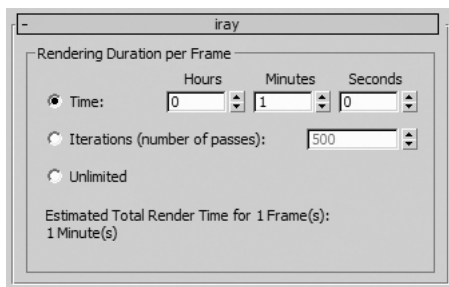 - iray
Rendering Duration per Frame
Hours Minutes Seconds
Time: 0 1 0
Iterations (number of passes): 500
Unlimited
Estimated Total Render Time for 1 Frame(s):
1 Minute(s)